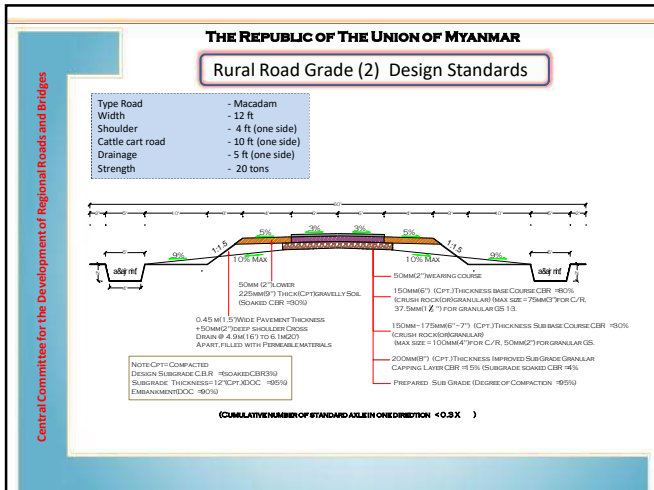 THE REPUBLIC OF THE UNION OF MYANMAR
Rural Road Grade (2) Design Standards
Central Committee for the Development of Regional Roads and Bridges
Type Road - Macadam
Width - 12 ft
Shoulder - 4 ft (one side)
Cattle cart road - 10 ft (one side)
Drainage - 5 ft (one side)
Strength - 20 tons
5% 3% 3% 5%
1:1.5 1:1.5
9% 9%
10% MAX 10% MAX
a&ajr nhf a&ajr nhf
50MM (2")LOWER
225MM(9") THICK(CPT)GRAVELLY SOIL
(SOAKED CBR =30%)
0.45 M(1.5')WIDE PAVEMENT THICKNESS
+50MM(2")DEEP SHOULDER CROSS
DRAIN @ 4.9M(16') TO 6.1M(20')
APART,FILLED WITH PERMEABLE MATERIALS
50MM(2")WEARING COURSE
150MM(6") (CPT.)THICKNESS BASE COURSE CBR =80%
(CRUSH ROCK(OR)GRANULAR) (MAX SIZE =75MM(3")FOR C/R,
") FOR GRANULAR GS 1-3.
150MM-175MM(6"-7") (CPT.)THICKNESS SUB BASE COURSE CBR =30%
(CRUSH ROCK(OR)GRANULAR)
(MAX SIZE =100MM(4") FOR C/R, 50MM(2") FOR GRANULAR GS.
200MM(8") (CPT.)THICKNESS IMPROVED SUB GRADE GRANULAR
CAPPING LAYER CBR =15% (SUBGRADE SOAKED CBR =4%
PREPARED SUB GRADE (DEGREE OF COMPACTION =95%)
NOTE CPT=COMPACTED
DESIGN SUBGRADE C.B.R =(SOAKED CBR3%)
SUBGRADE THICKNESS=12"(CPT.)(DOC =95%)
EMBANKMENT(DOC =90%)
(CUMULATIVE NUMBER OF STANDARD AXLE IN ONE DIRECTION <0.3 X )